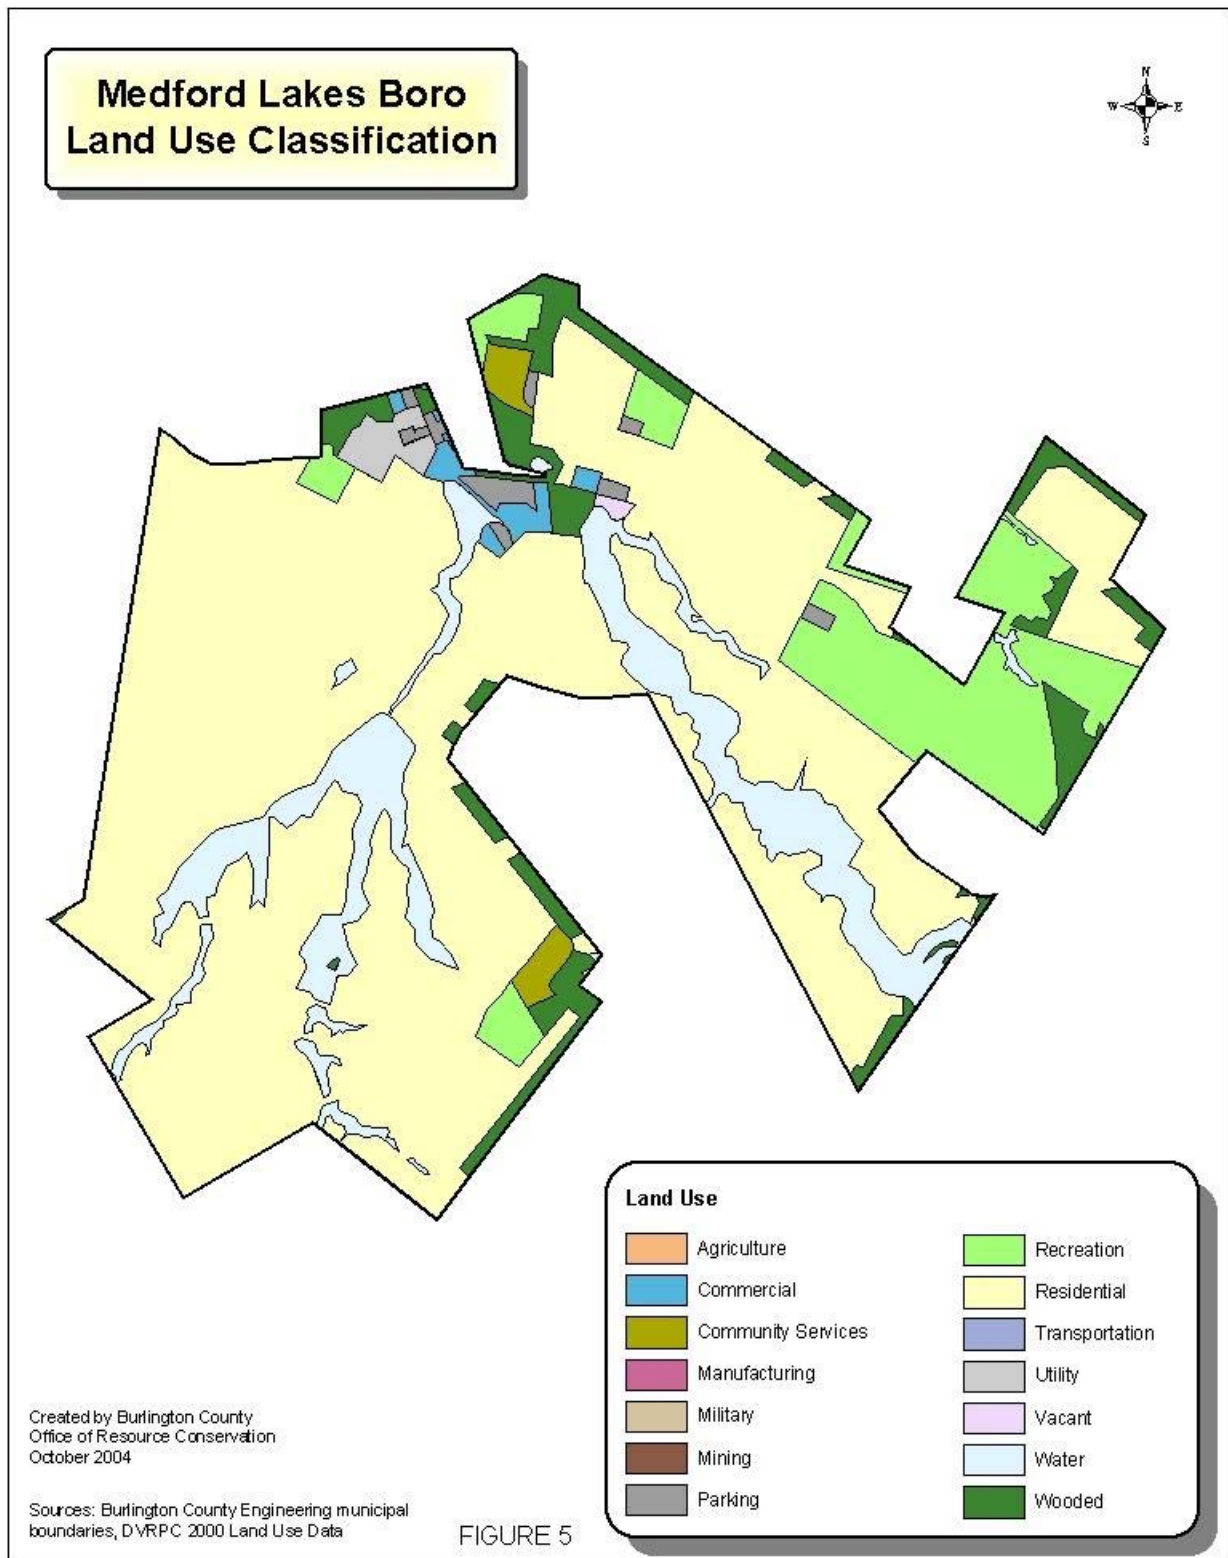 Medford Lakes Boro
Land Use Classification
N
W E
S
Land Use
Agriculture
Commercial
Community Services
Manufacturing
Military
Mining
Parking
Recreation
Residential
Transportation
Utility
Vacant
Water
Wooded
Created by Burlington County
Office of Resource Conservation
October 2004
Sources: Burlington County Engineering municipal
boundaries, DVRPC 2000 Land Use Data
FIGURE 5